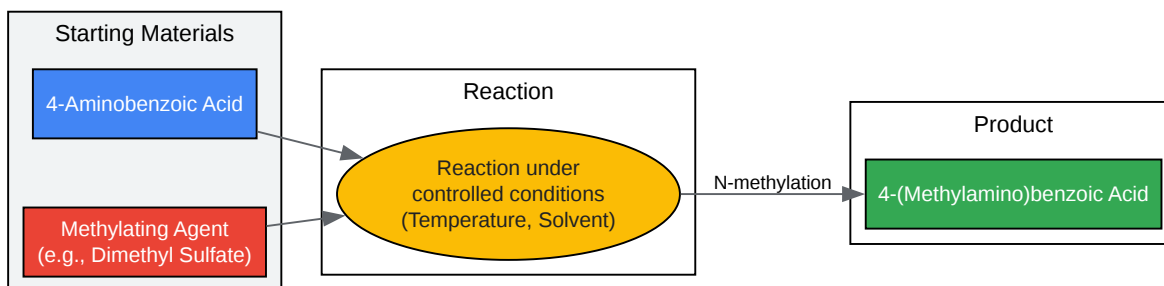 Starting Materials
4-Aminobenzoic Acid
Methylating Agent
(e.g., Dimethyl Sulfate)
Reaction
Reaction under
controlled conditions
(Temperature, Solvent)
N-methylation
Product
4-(Methylamino)benzoic Acid